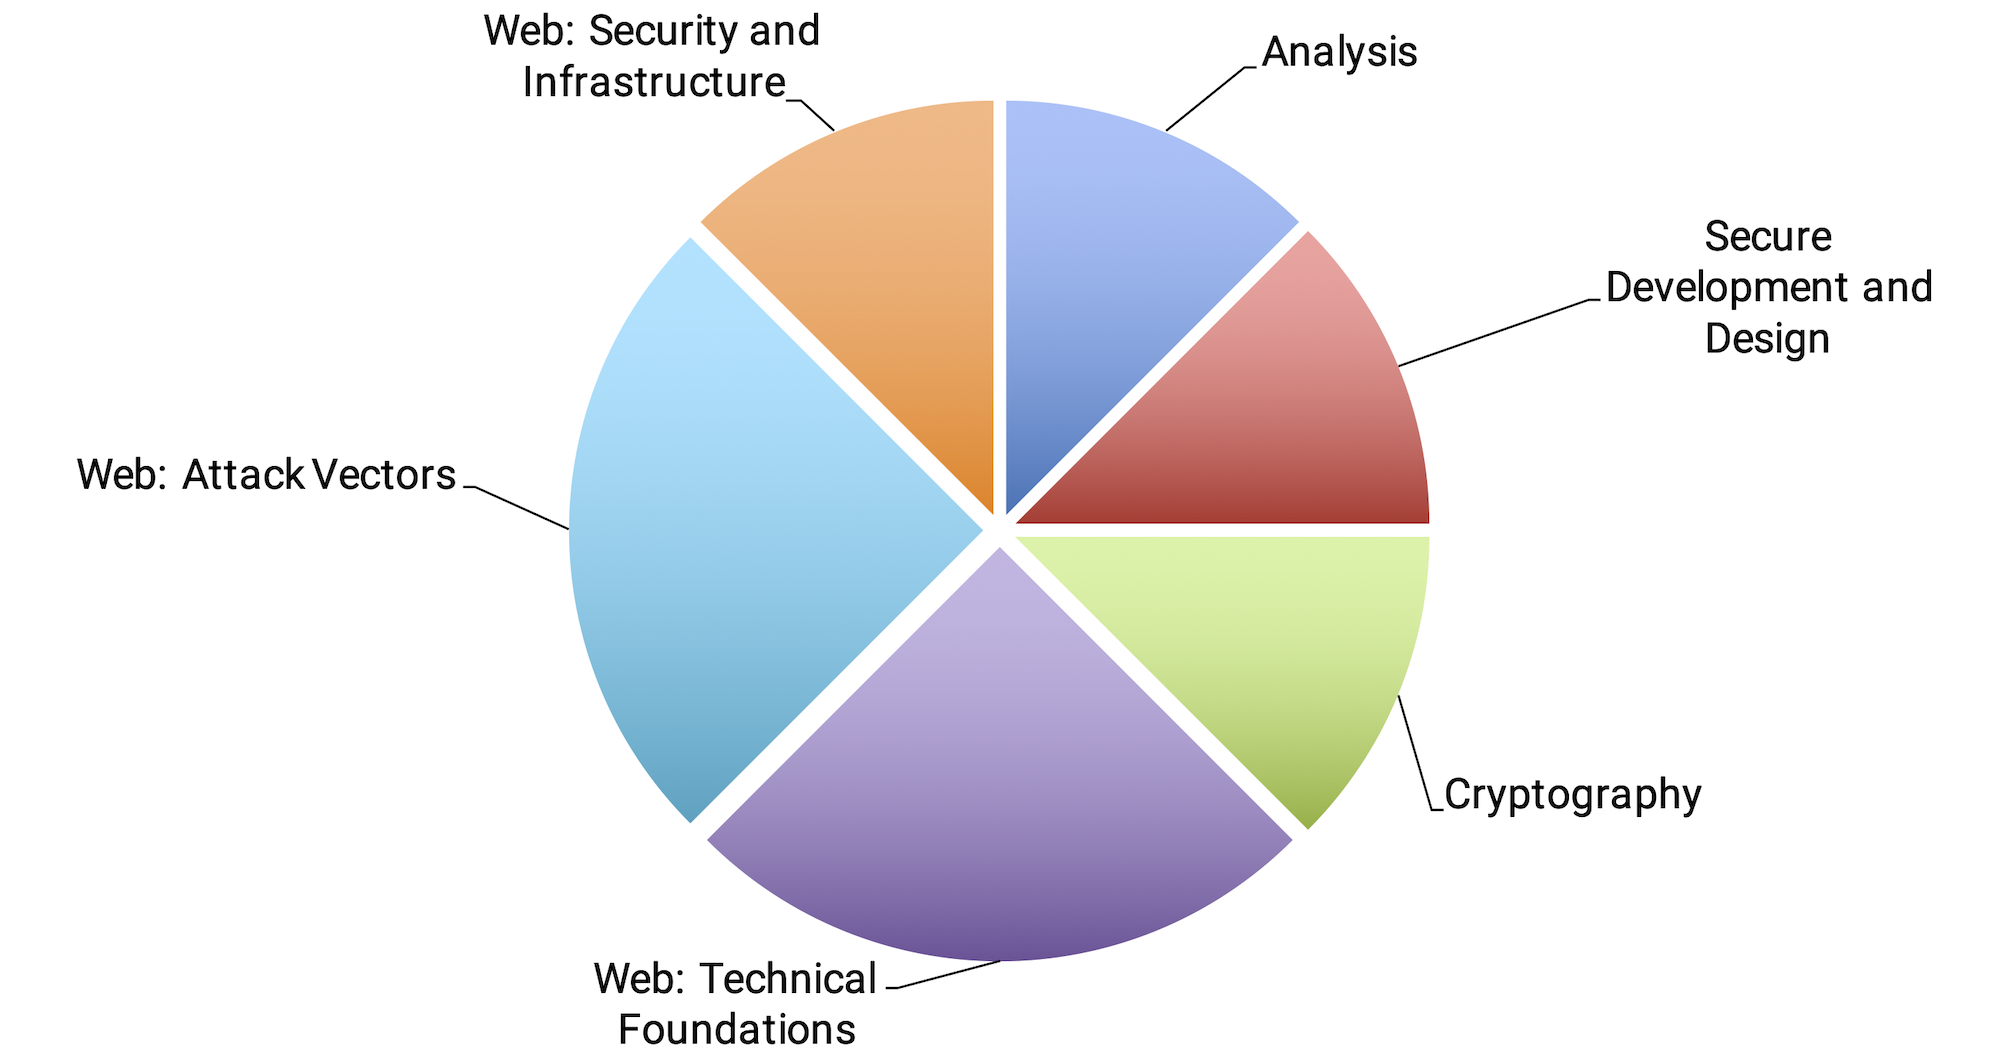 Web: Security and
Infrastructure
Analysis
Secure
Development and
Design
Web: Attack Vectors
Cryptography
Web: Technical
Foundations